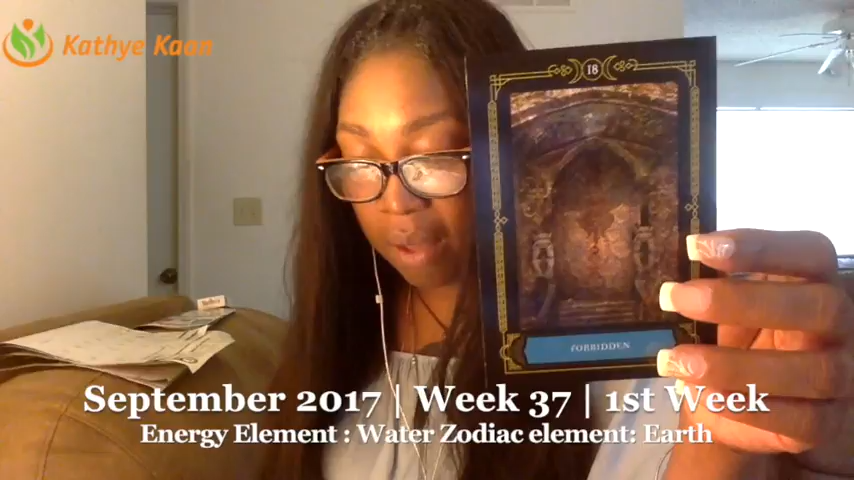 Kathye Kaan
18
FORBIDDEN
September 2017 | Week 37 | 1st Week
Energy Element : Water Zodiac element: Earth